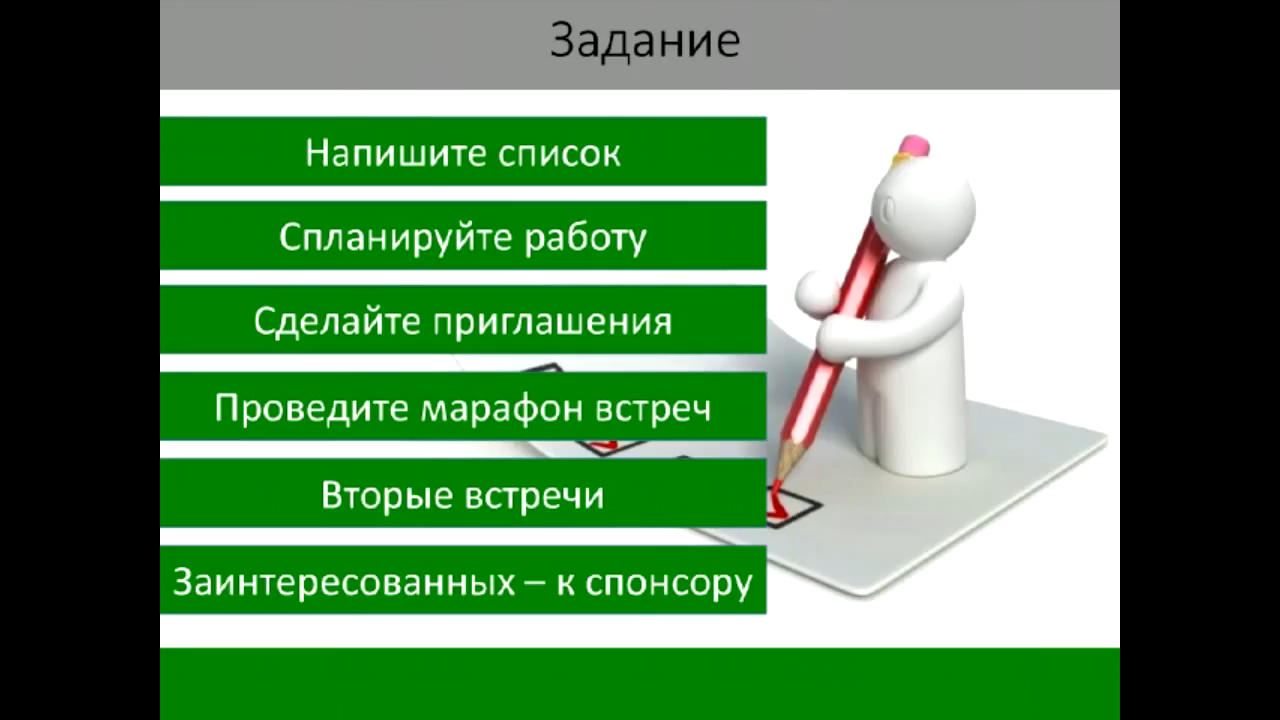 Задание
Напишите список
Спланируйте работу
Сделайте приглашения
Проведите марафон встреч
Вторые встречи
Заинтересованных – к спонсору